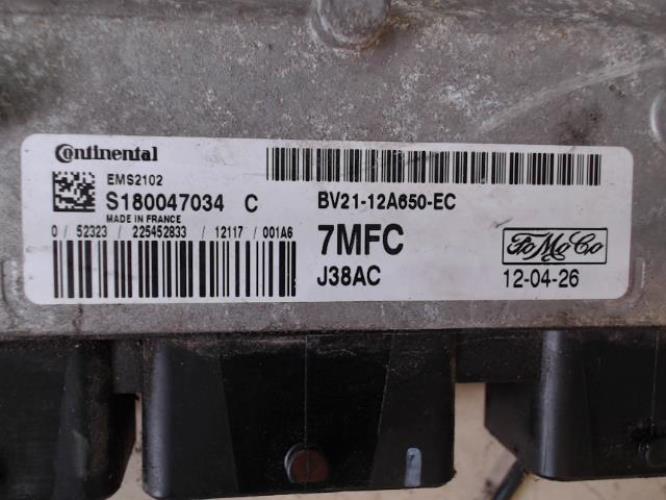 Continental
EMS2102
S180047034 C
MADE IN FRANCE
0 / 52323 / 225452833 / 12117 / 001A6
BV21-12A650-EC
7MFC
FoMoCo
J38AC
12-04-26